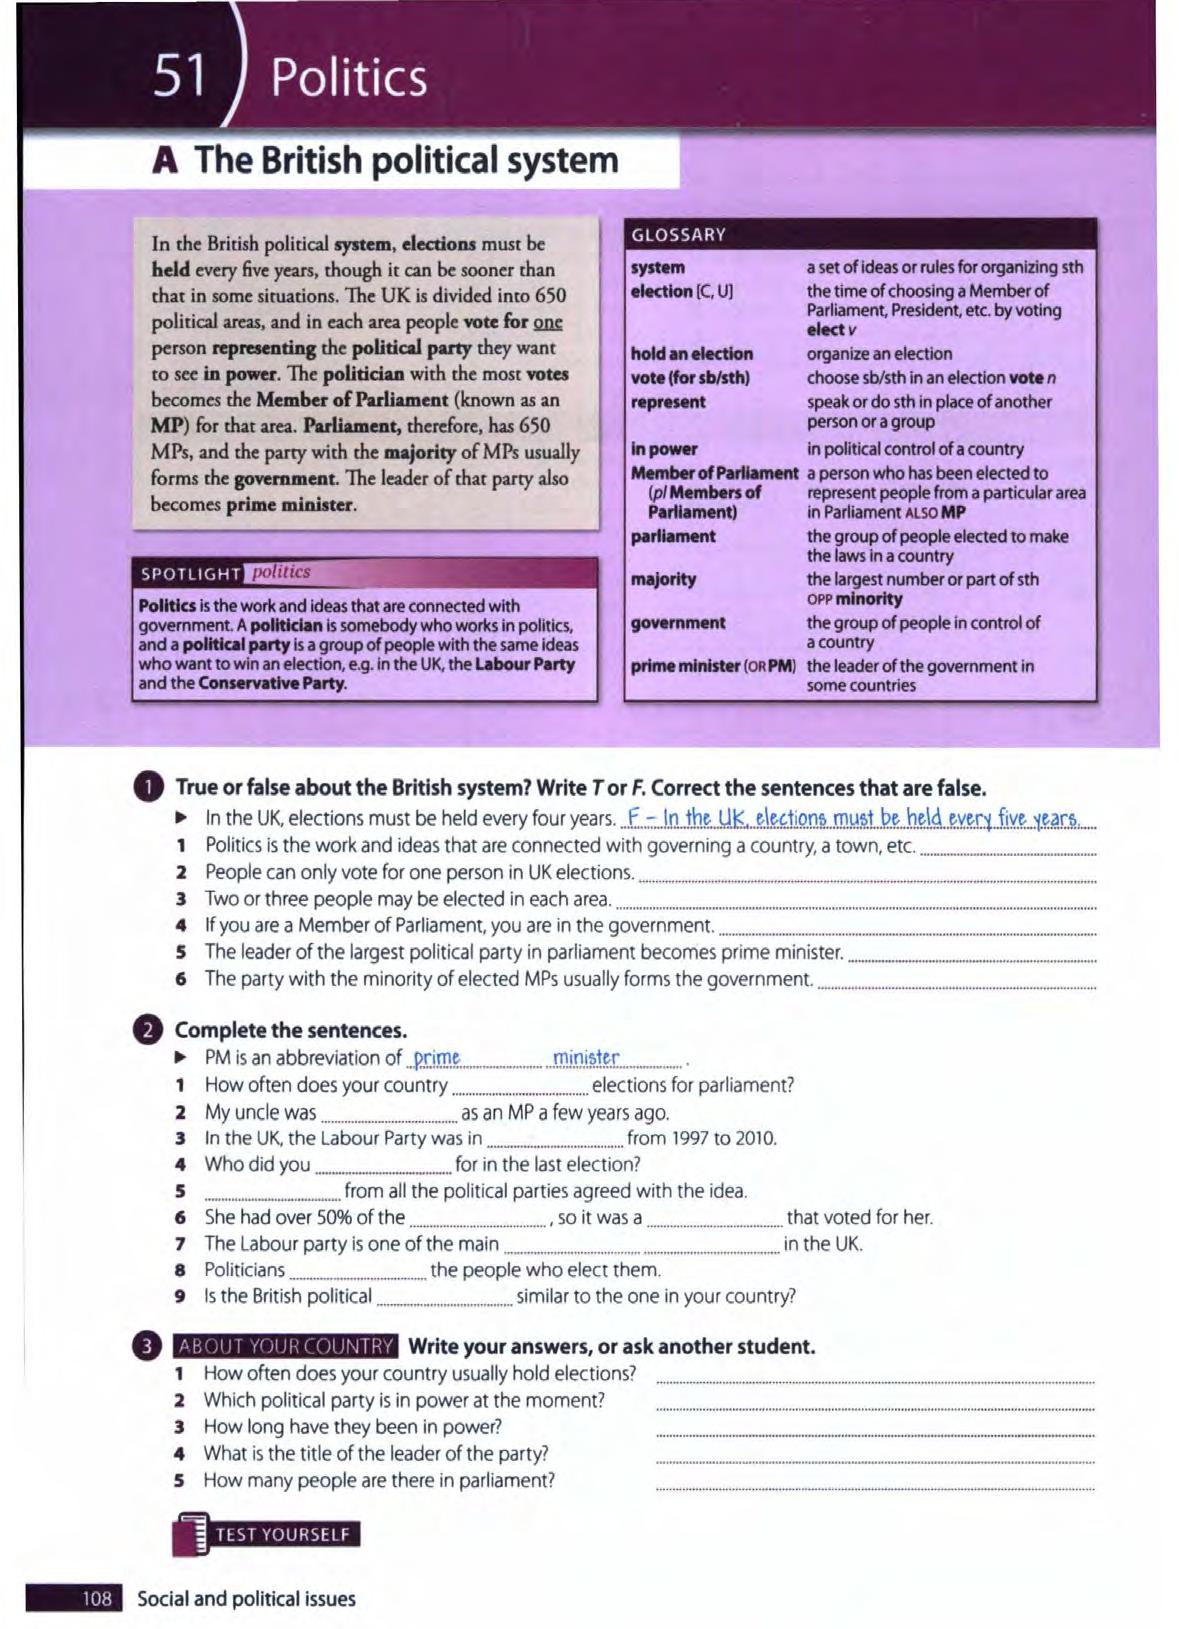 51 Politics
A The British political system
In the British political system, elections must be
held every five years, though it can be sooner than
that in some situations. The UK is divided into 650
political areas, and in each area people vote for one
person representing the political party they want
to see in power. The politician with the most votes
becomes the Member of Parliament (known as an
MP) for that area. Parliament, therefore, has 650
MPs, and the party with the majority of MPs usually
forms the government. The leader of that party also
becomes prime minister.
SPOTLIGHT politics
Politics is the work and ideas that are connected with
government. A politician is somebody who works in politics,
and a political party is a group of people with the same ideas
who want to win an election, e.g. in the UK, the Labour Party
and the Conservative Party.
GLOSSARY
system a set of ideas or rules for organizing sth
election [C, U] the time of choosing a Member of
Parliament, President, etc. by voting
elect v
hold an election organize an election
vote (for sb/sth) choose sb/sth in an election vote n
represent speak or do sth in place of another
person or a group
in power in political control of a country
Member of Parliament a person who has been elected to
(pl Members of represent people from a particular area
Parliament) in Parliament ALSO MP
parliament the group of people elected to make
the laws in a country
majority the largest number or part of sth
OPP minority
government the group of people in control of
a country
prime minister (OR PM) the leader of the government in
some countries
1 True or false about the British system? Write T or F. Correct the sentences that are false.
▶ In the UK, elections must be held every four years. F – In the UK, elections must be held every five years.
1 Politics is the work and ideas that are connected with governing a country, a town, etc.
2 People can only vote for one person in UK elections.
3 Two or three people may be elected in each area.
4 If you are a Member of Parliament, you are in the government.
5 The leader of the largest political party in parliament becomes prime minister.
6 The party with the minority of elected MPs usually forms the government.
2 Complete the sentences.
▶ PM is an abbreviation of prime minister .
1 How often does your country elections for parliament?
2 My uncle was as an MP a few years ago.
3 In the UK, the Labour Party was in from 1997 to 2010.
4 Who did you for in the last election?
5 from all the political parties agreed with the idea.
6 She had over 50% of the , so it was a that voted for her.
7 The Labour party is one of the main in the UK.
8 Politicians the people who elect them.
9 Is the British political similar to the one in your country?
3 ABOUT YOUR COUNTRY Write your answers, or ask another student.
1 How often does your country usually hold elections?
2 Which political party is in power at the moment?
3 How long have they been in power?
4 What is the title of the leader of the party?
5 How many people are there in parliament?
TEST YOURSELF
108 Social and political issues